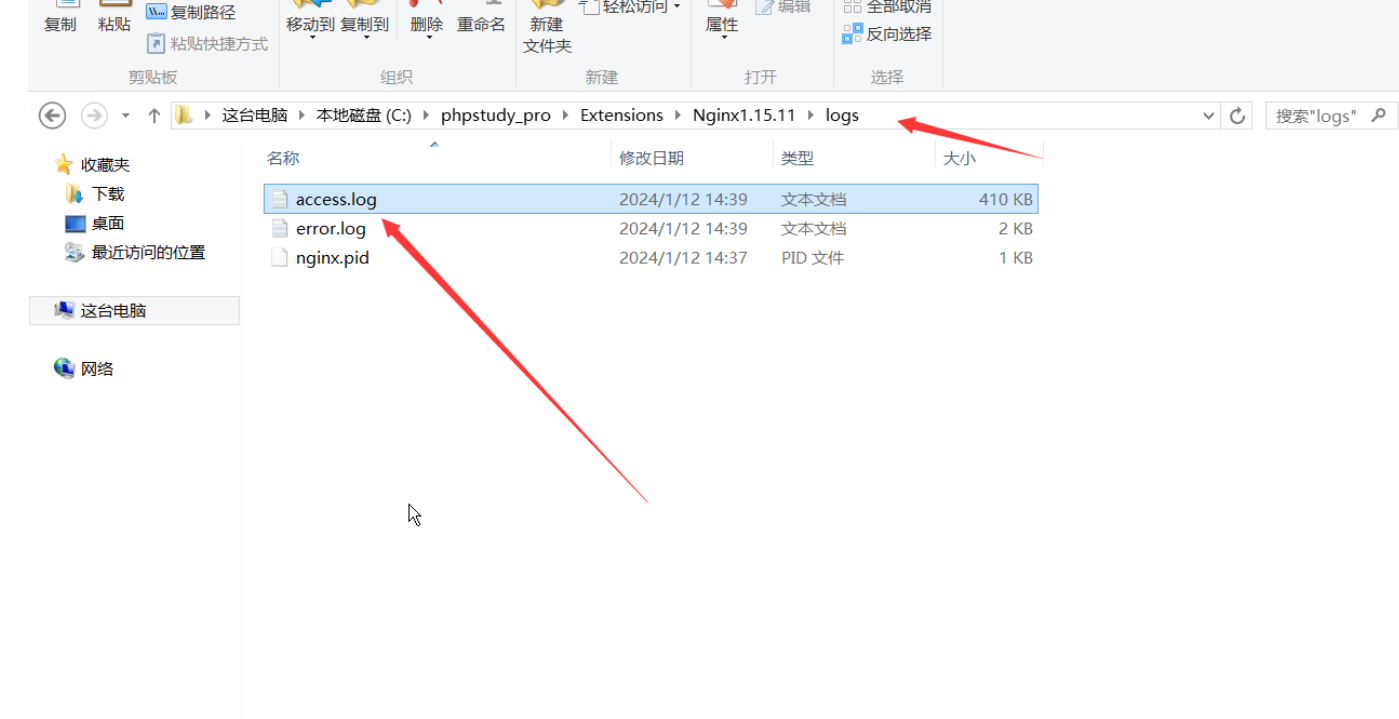 复制 粘贴 复制路径 移动到 复制到 删除 重命名 新建 文件夹 轻松访问 属性 编辑 全部取消
粘贴快捷方式 反向选择
剪贴板 组织 新建 打开 选择
这台电脑 本地磁盘 (C:) phpstudy_pro Extensions Nginx1.15.11 logs 搜索"logs"
收藏夹
下载
桌面
最近访问的位置
这台电脑
网络
名称 修改日期 类型 大小
access.log 2024/1/12 14:39 文本文档 410 KB
error.log 2024/1/12 14:39 文本文档 2 KB
nginx.pid 2024/1/12 14:37 PID 文件 1 KB